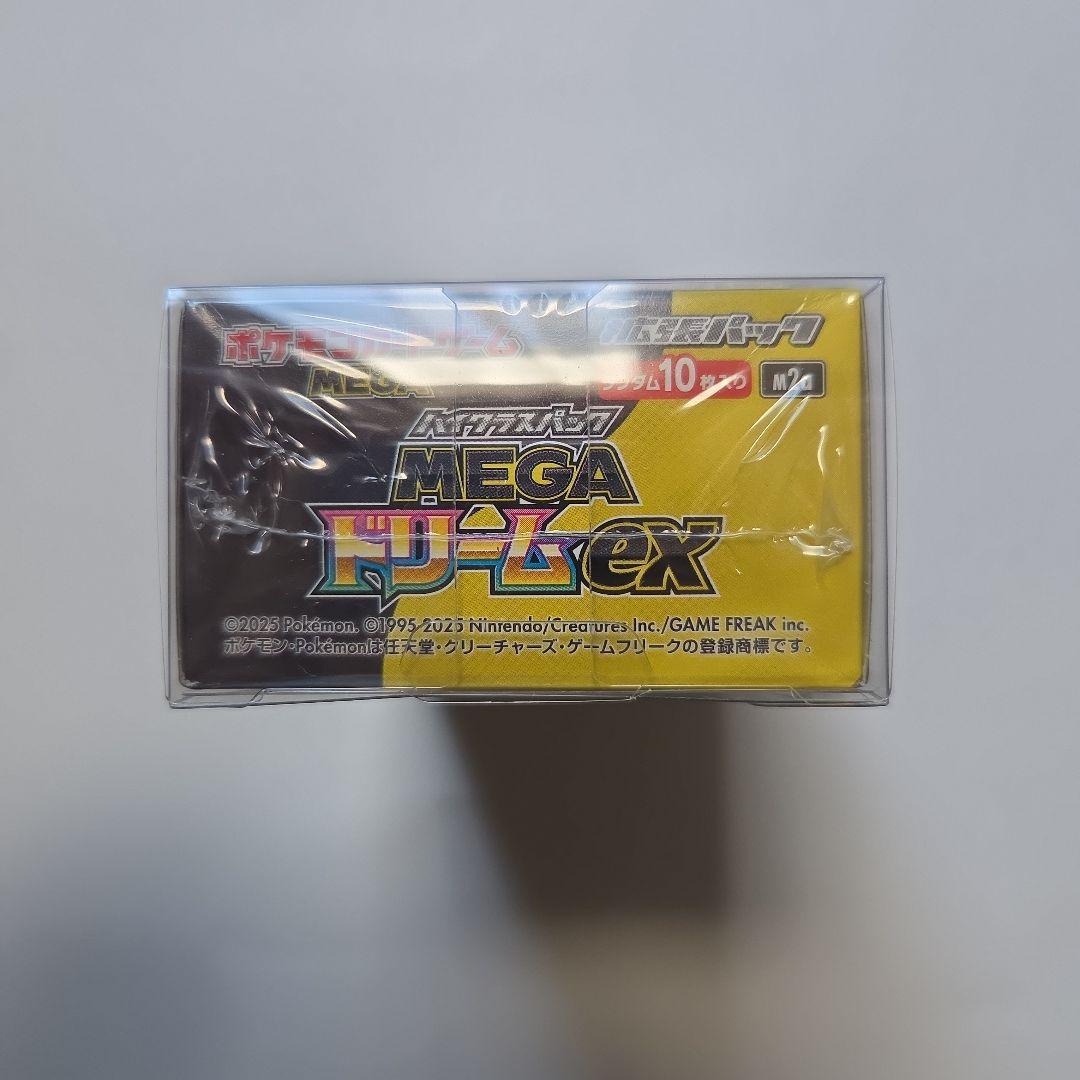 ポケモンカードゲーム
MEGA
拡張パック
ランダム10枚入り
M2a
ハイクラスパック
MEGA
ドリームex
©2025 Pokémon. ©1995-2025 Nintendo/Creatures Inc./GAME FREAK inc.
ポケモン・Pokémonは任天堂・クリーチャーズ・ゲームフリークの登録商標です。